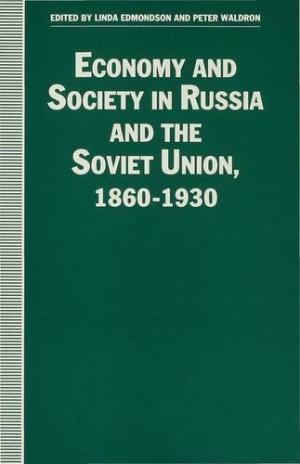 EDITED BY LINDA EDMONDSON AND PETER WALDRON
ECONOMY AND
SOCIETY IN RUSSIA
AND THE
SOVIET UNION,
1860-1930